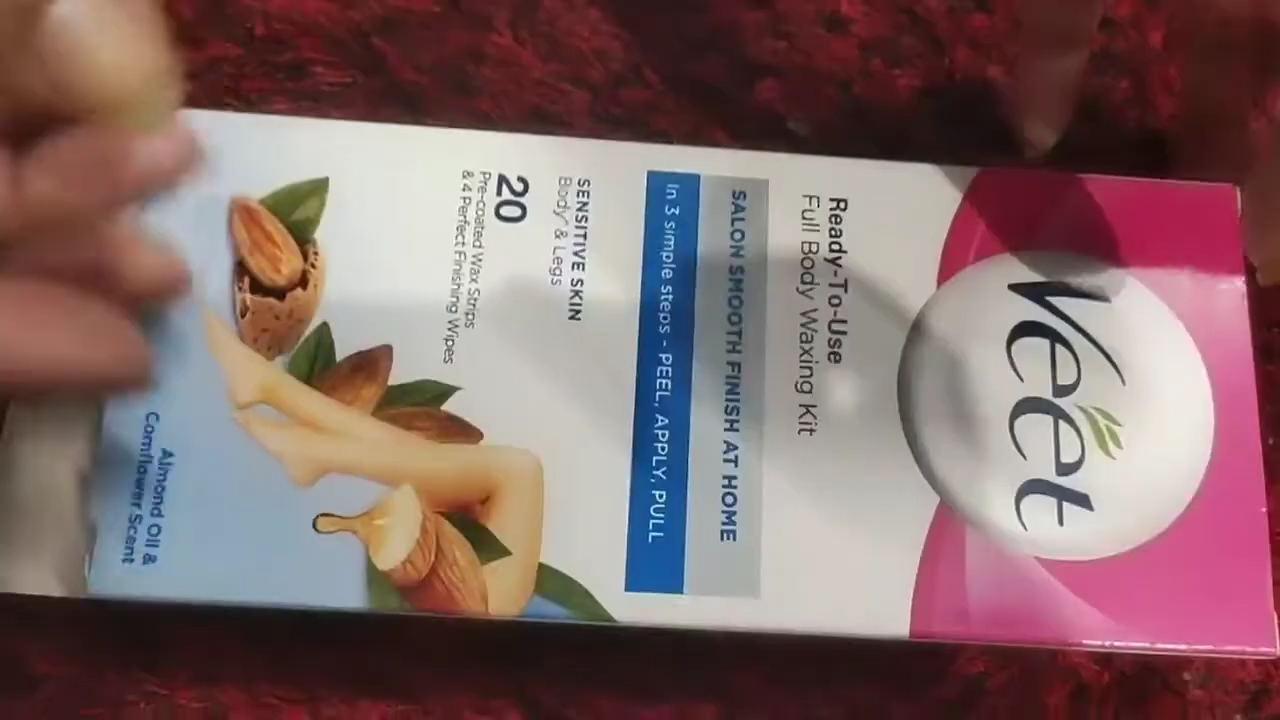 Veet
Ready-To-Use
Full Body Waxing Kit
SALON SMOOTH FINISH AT HOME
In 3 simple steps - PEEL, APPLY, PULL
SENSITIVE SKIN
Body* & Legs
20
Pre-coated Wax Strips
& 4 Perfect Finishing Wipes
Almond Oil &
Cornflower Scent